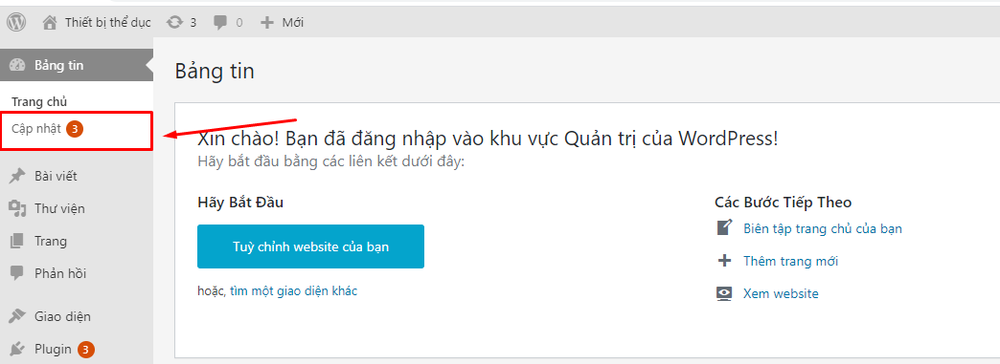 Thiết bị thể dục 3 0 Mới
Bảng tin
Trang chủ
Cập nhật 3
Bài viết
Thư viện
Trang
Phản hồi
Giao diện
Plugin 3
Bảng tin
Xin chào! Bạn đã đăng nhập vào khu vực Quản trị của WordPress!
Hãy bắt đầu bằng các liên kết dưới đây:
Hãy Bắt Đầu
Tuỳ chỉnh website của bạn
hoặc, tìm một giao diện khác
Các Bước Tiếp Theo
Biên tập trang chủ của bạn
Thêm trang mới
Xem website